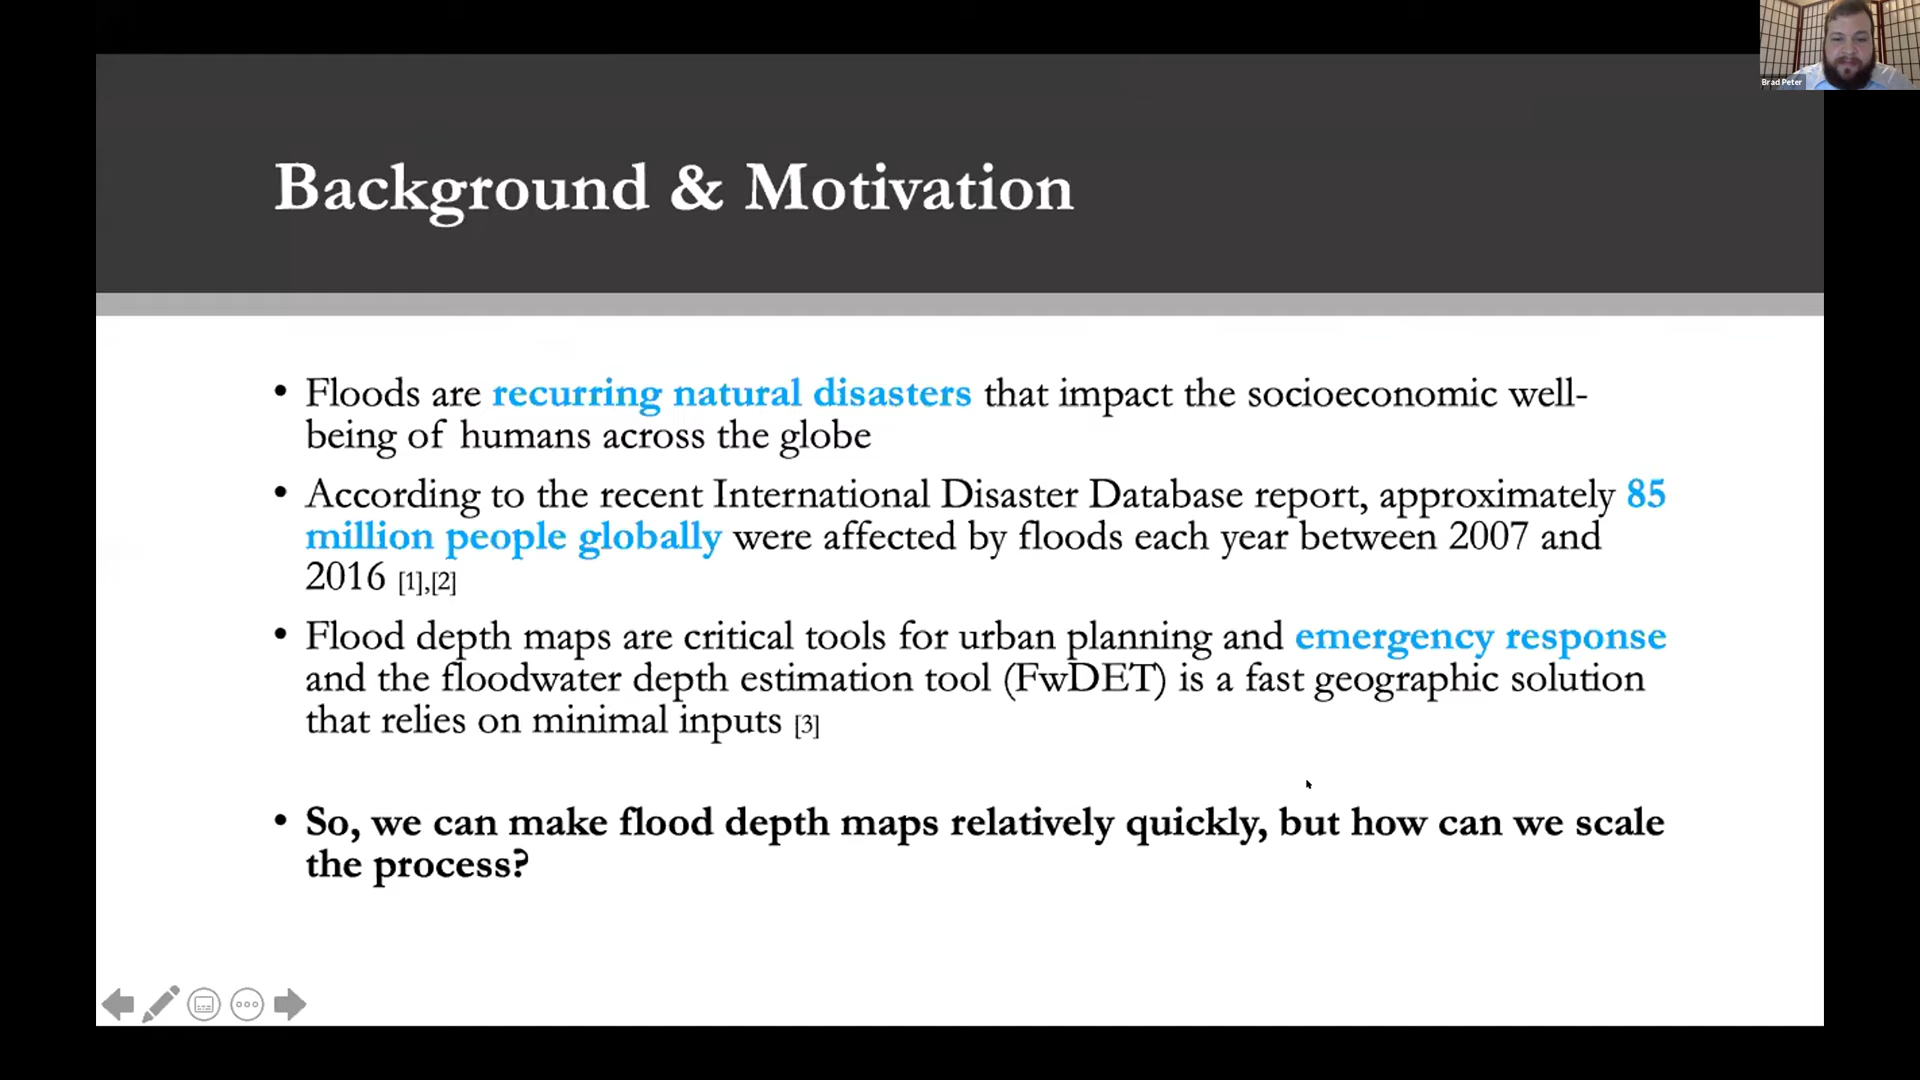 Brad Peter
Background & Motivation
• Floods are recurring natural disasters that impact the socioeconomic well-
being of humans across the globe
• According to the recent International Disaster Database report, approximately 85
million people globally were affected by floods each year between 2007 and
2016 [1],[2]
• Flood depth maps are critical tools for urban planning and emergency response
and the floodwater depth estimation tool (FwDET) is a fast geographic solution
that relies on minimal inputs [3]
• So, we can make flood depth maps relatively quickly, but how can we scale
the process?